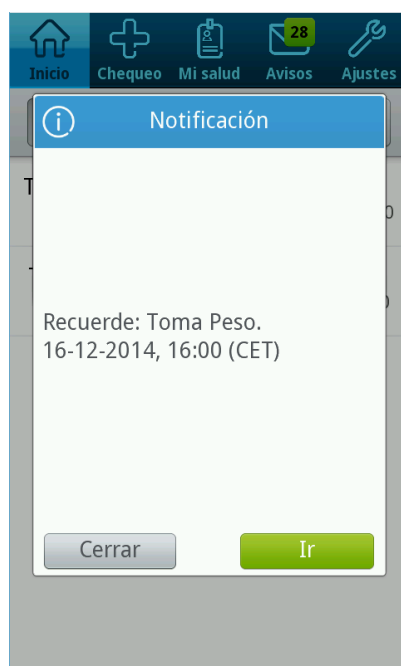 28
Inicio Chequeo Mi salud Avisos Ajustes
Notificación
T
0
Recuerde: Toma Peso.
16-12-2014, 16:00 (CET)
Cerrar Ir